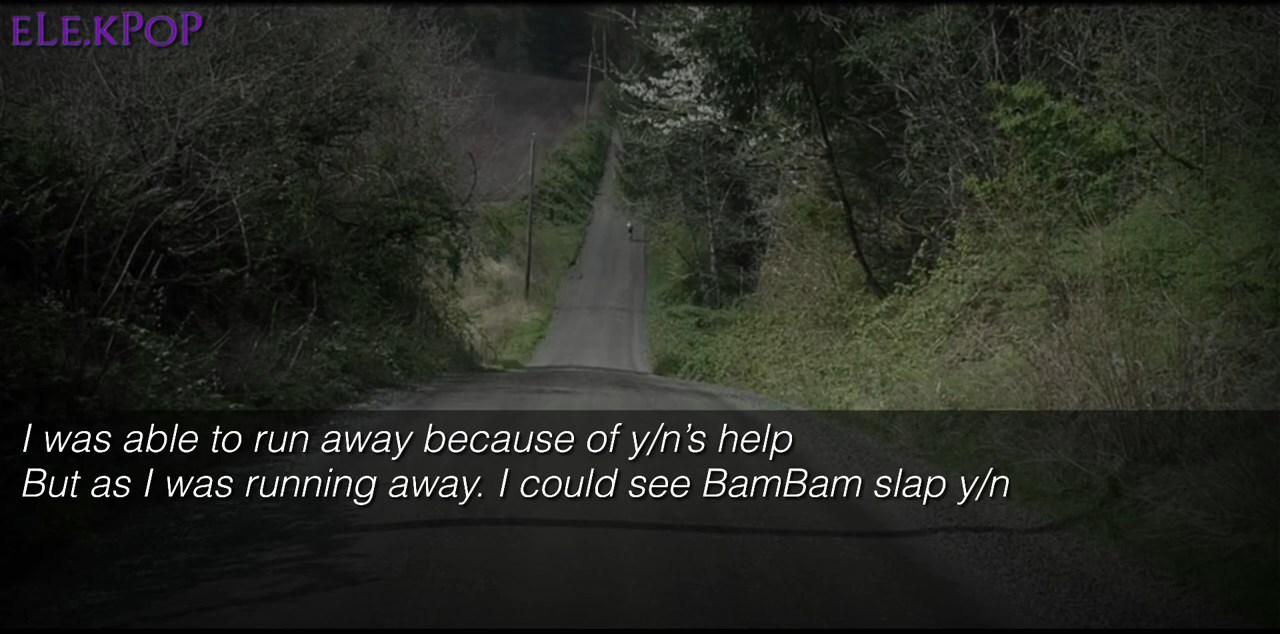 ELE.KPOP
I was able to run away because of y/n's help
But as I was running away. I could see BamBam slap y/n